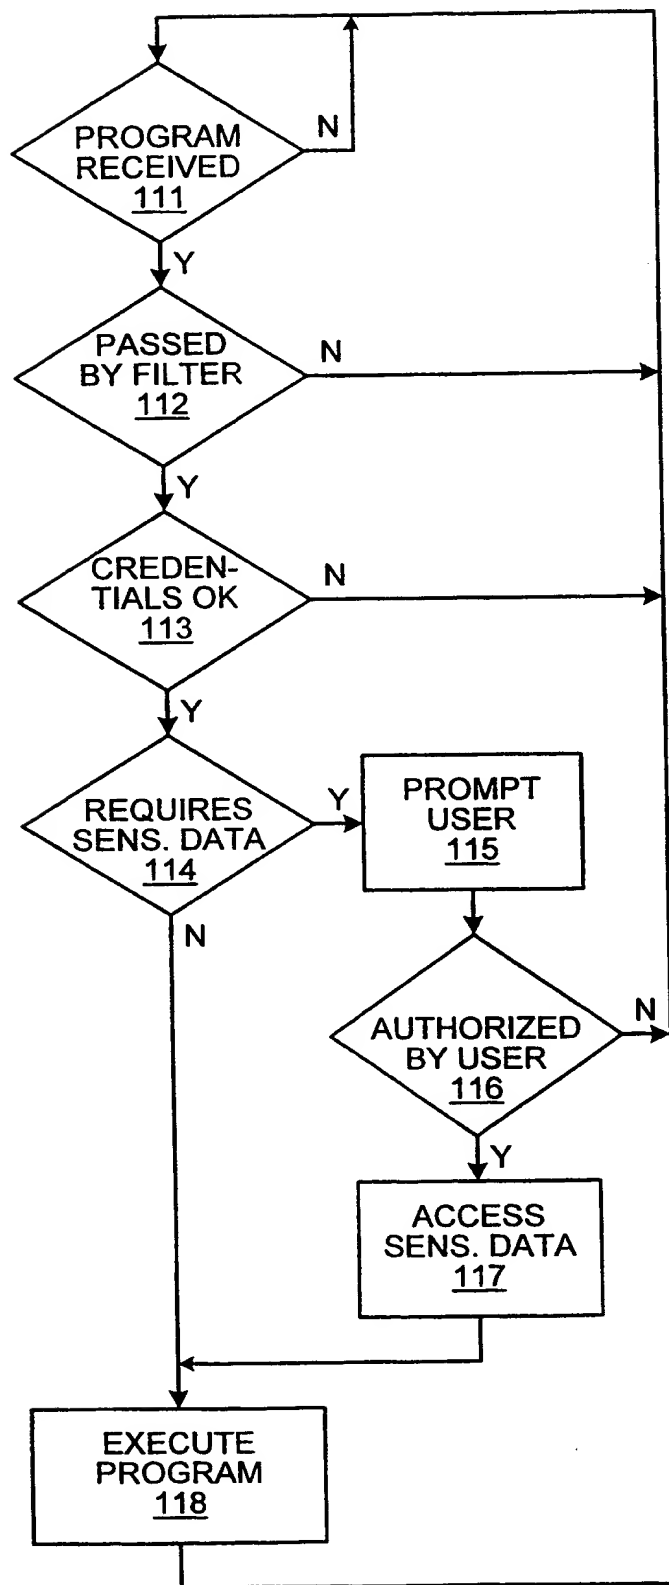 PROGRAM
RECEIVED
111
N
Y
PASSED
BY FILTER
112
N
Y
CREDEN-
TIALS OK
113
N
Y
REQUIRES
SENS. DATA
114
Y
N
PROMPT
USER
115
AUTHORIZED
BY USER
116
N
Y
ACCESS
SENS. DATA
117
EXECUTE
PROGRAM
118